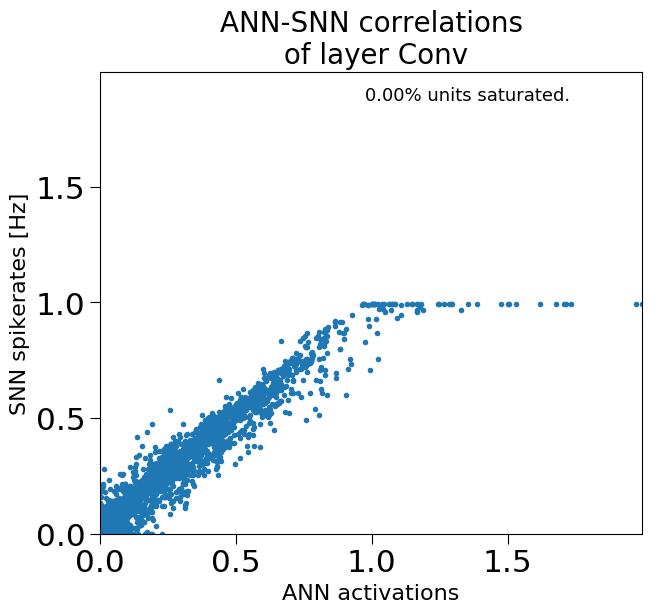 ANN-SNN correlations
of layer Conv
0.00% units saturated.
SNN spikerates [Hz]
1.5
1.0
0.5
0.0
0.0 0.5 1.0 1.5
ANN activations